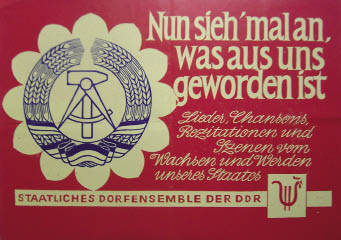 Nun sieh' mal an,
was aus uns
geworden ist
Lieder, Chansons,
Rezitationen und
Szenen vom
Wachsen und Werden
unseres Staates
STAATLICHES DORFENSEMBLE DER DDR